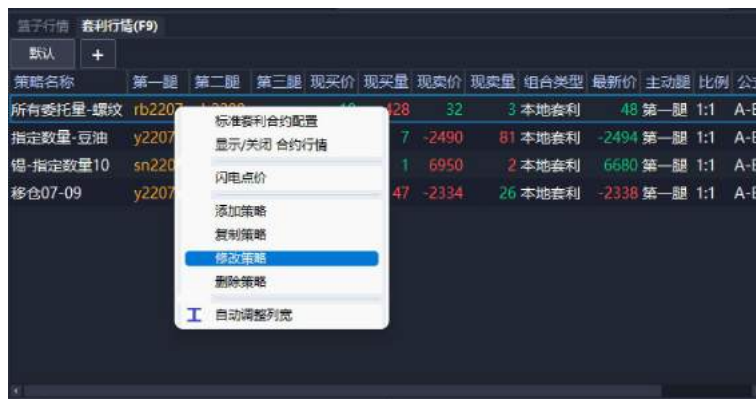 篮子行情 套利行情(F9)
默认 +
策略名称 第一腿 第二腿 第三腿 现买价 现买量 现卖价 现卖量 组合类型 最新价 主动腿 比例
所有委托量-螺纹 rb2207 428 32 3 本地套利 48 第一腿 1:1
指定数量-豆油 y2207 7 -2490 81 本地套利 -2494 第一腿 1:1
锡-指定数量10 sn220 1 6950 2 本地套利 6680 第一腿 1:1
移仓07-09 y2207 47 -2334 26 本地套利 -2338 第一腿 1:1
标准套利合约配置
显示/关闭 合约行情
闪电点价
添加策略
复制策略
修改策略
删除策略
自动调整列宽